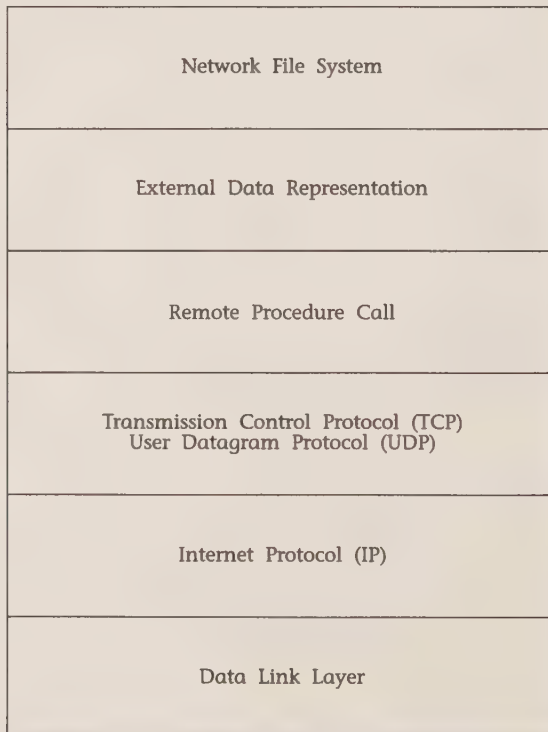 Network File System
External Data Representation
Remote Procedure Call
Transmission Control Protocol (TCP)
User Datagram Protocol (UDP)
Internet Protocol (IP)
Data Link Layer